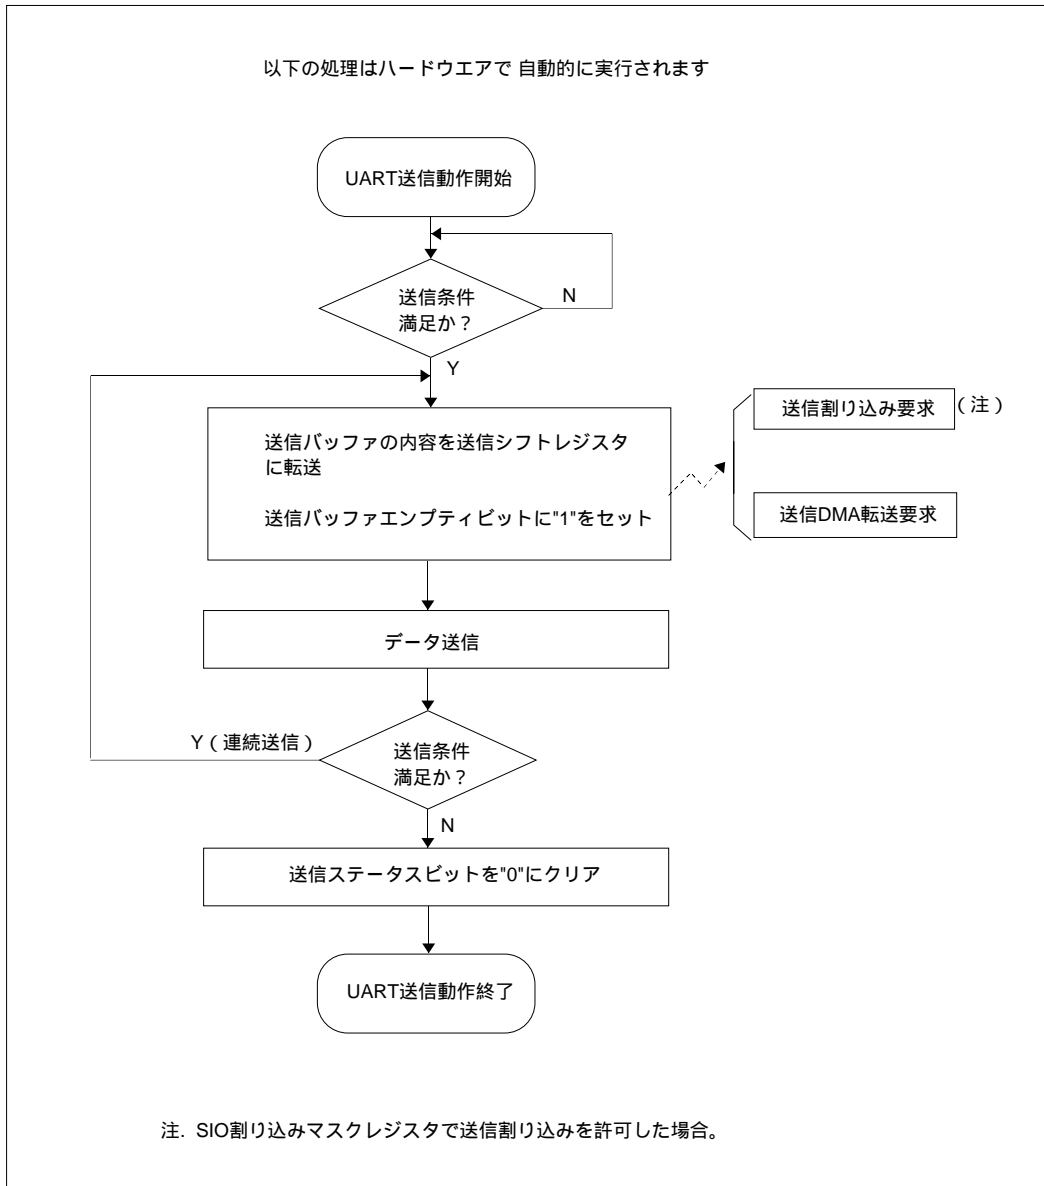 以下の処理はハードウエアで 自動的に実行されます
UART送信動作開始
送信条件
満足か？
N
Y
送信バッファの内容を送信シフトレジスタ
に転送
送信バッファエンプティビットに"1"をセット
送信割り込み要求
（注）
送信DMA転送要求
データ送信
Y（連続送信）
送信条件
満足か？
N
送信ステータスビットを"0"にクリア
UART送信動作終了
注. SIO割り込みマスクレジスタで送信割り込みを許可した場合。